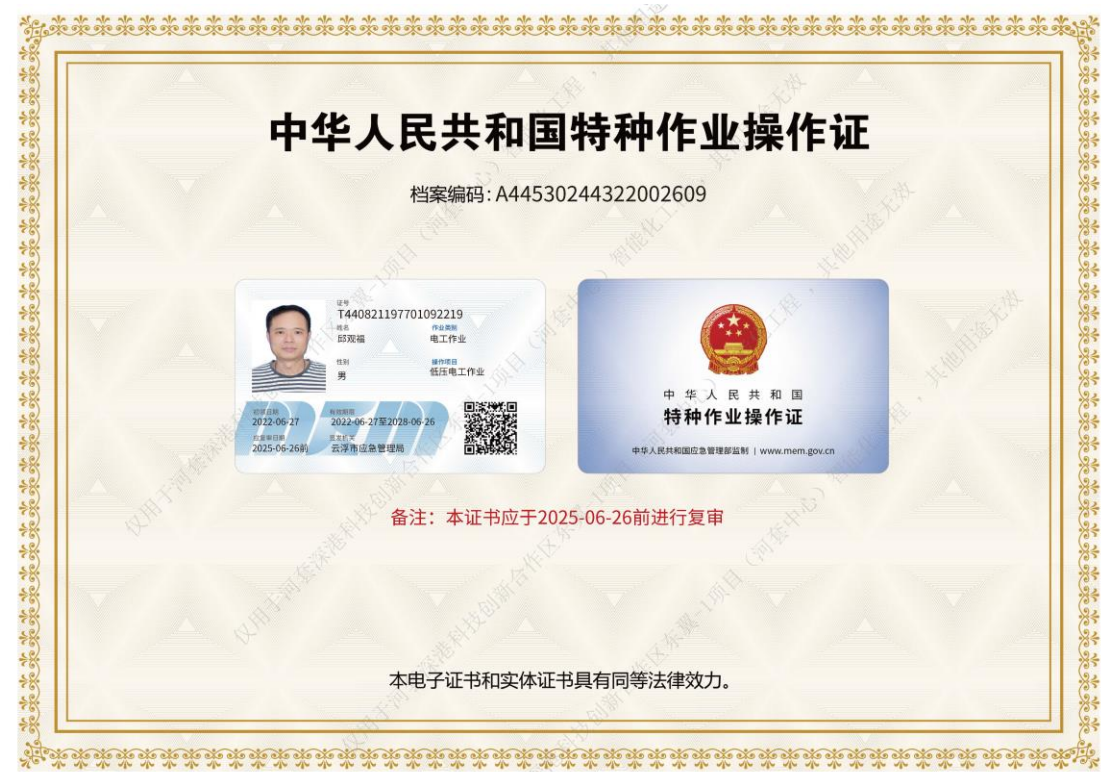 中华人民共和国特种作业操作证
档案编码:A44530244322002609
证号
T440821197701092219
姓名
邱观福
作业类别
电工作业
性别
男
操作项目
低压电工作业
初领日期
2022-06-27
有效期限
2022-06-27至2028-06-26
应复审日期
2025-06-26前
签发机关
云浮市应急管理局
中华人民共和国
特种作业操作证
中华人民共和国应急管理部监制 | www.mem.gov.cn
备注：本证书应于2025-06-26前进行复审
本电子证书和实体证书具有同等法律效力。
仅用于河套深港科技创新合作区东翼-1项目（河套中心）智能化工程，其他用途无效